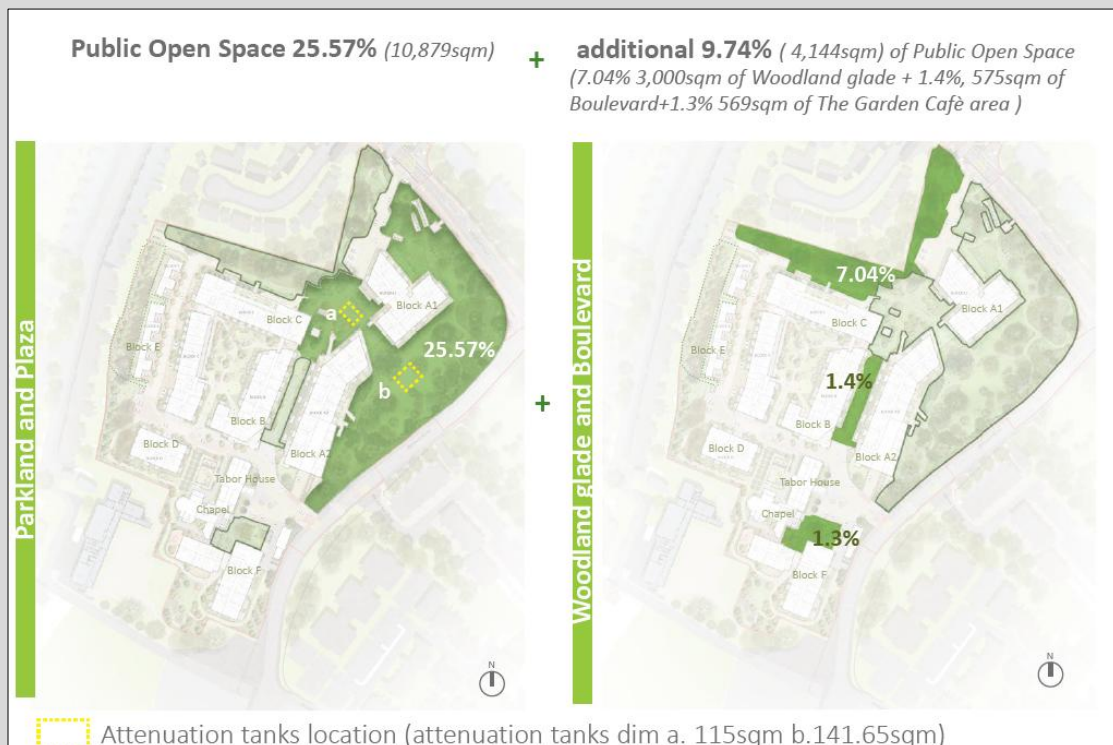 Public Open Space 25.57% (10,879sqm)
+
additional 9.74% ( 4,144sqm) of Public Open Space
(7.04% 3,000sqm of Woodland glade + 1.4%, 575sqm of
Boulevard+1.3% 569sqm of The Garden Cafè area )
Parkland and Plaza
Block A1
a
Block C
25.57%
Block E
b
Block B
Block D
Block A2
Tabor House
Chapel
Block F
N
+
Woodland glade and Boulevard
7.04%
Block A1
Block C
Block E
1.4%
Block B
Block D
Block A2
Tabor House
Chapel
1.3%
Block F
N
Attenuation tanks location (attenuation tanks dim a. 115sqm b.141.65sqm)